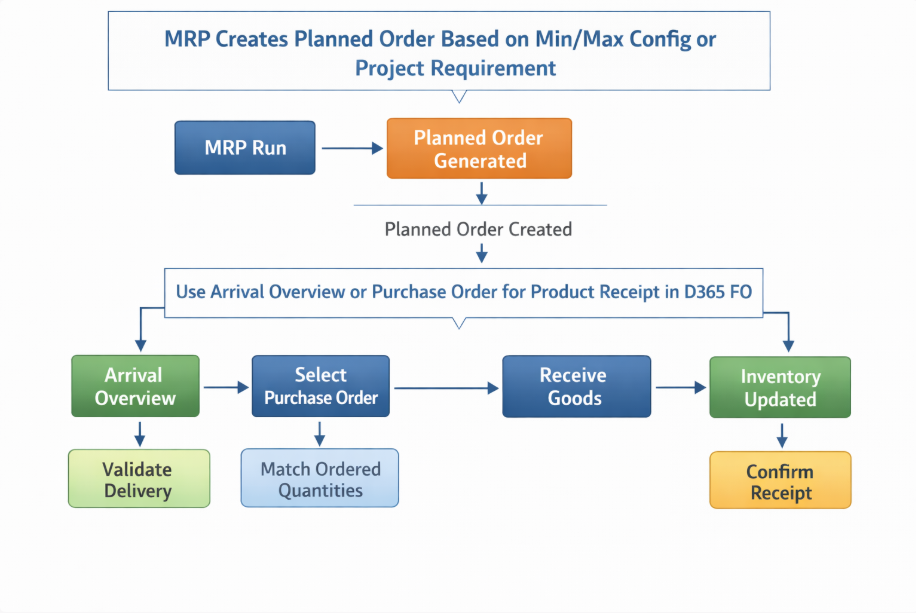 MRP Creates Planned Order Based on Min/Max Config or
Project Requirement
MRP Run
Planned Order
Generated
Planned Order Created
Use Arrival Overview or Purchase Order for Product Receipt in D365 FO
Arrival
Overview
Select
Purchase Order
Receive
Goods
Inventory
Updated
Validate
Delivery
Match Ordered
Quantities
Confirm
Receipt